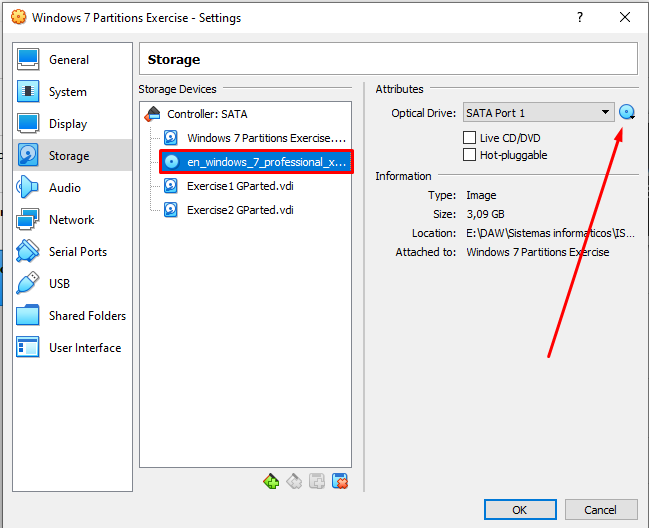 Windows 7 Partitions Exercise - Settings
? ×
General
System
Display
Storage
Audio
Network
Serial Ports
USB
Shared Folders
User Interface
Storage
Storage Devices
Controller: SATA
Windows 7 Partitions Exercise....
en_windows_7_professional_x...
Exercise1 GParted.vdi
Exercise2 GParted.vdi
Attributes
Optical Drive: SATA Port 1
Live CD/DVD
Hot-pluggable
Information
Type: Image
Size: 3,09 GB
Location: E:\DAW\Sistemas informaticos\IS...
Attached to: Windows 7 Partitions Exercise
OK Cancel